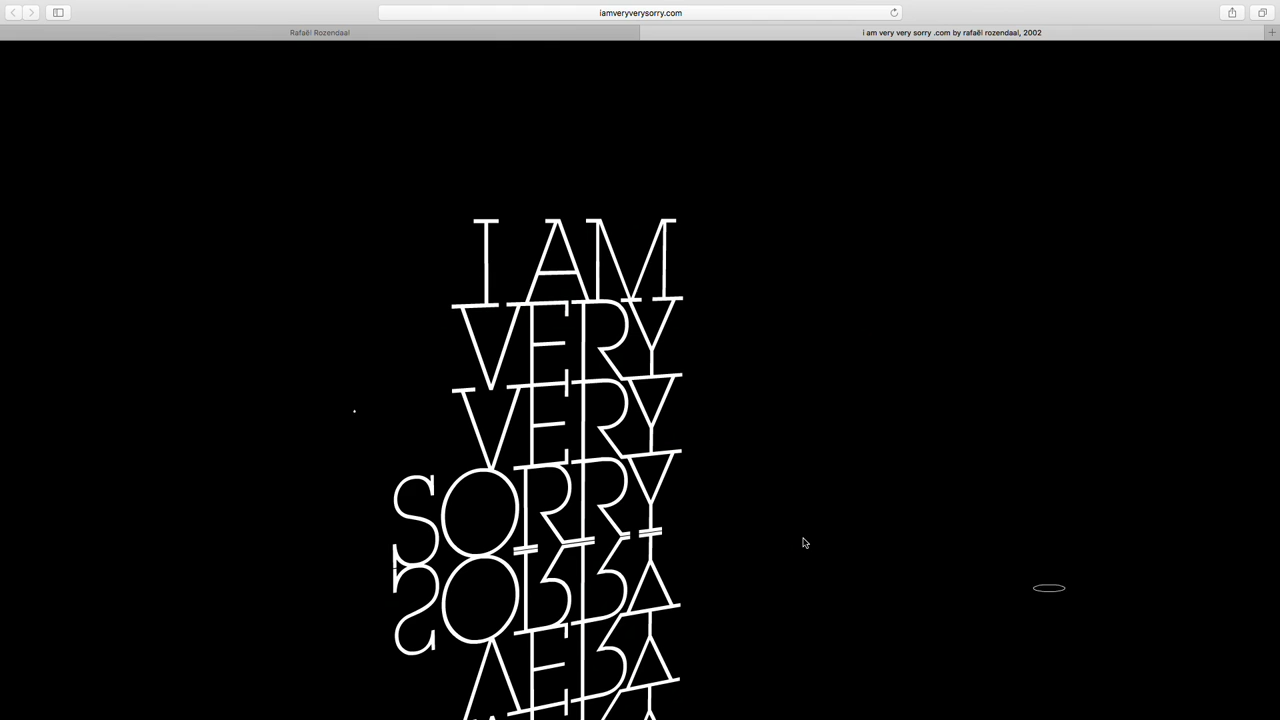 iamveryverysorry.com
Rafaël Rozendaal
i am very very sorry .com by rafaël rozendaal, 2002
I AM
VERY
VERY
SORRY